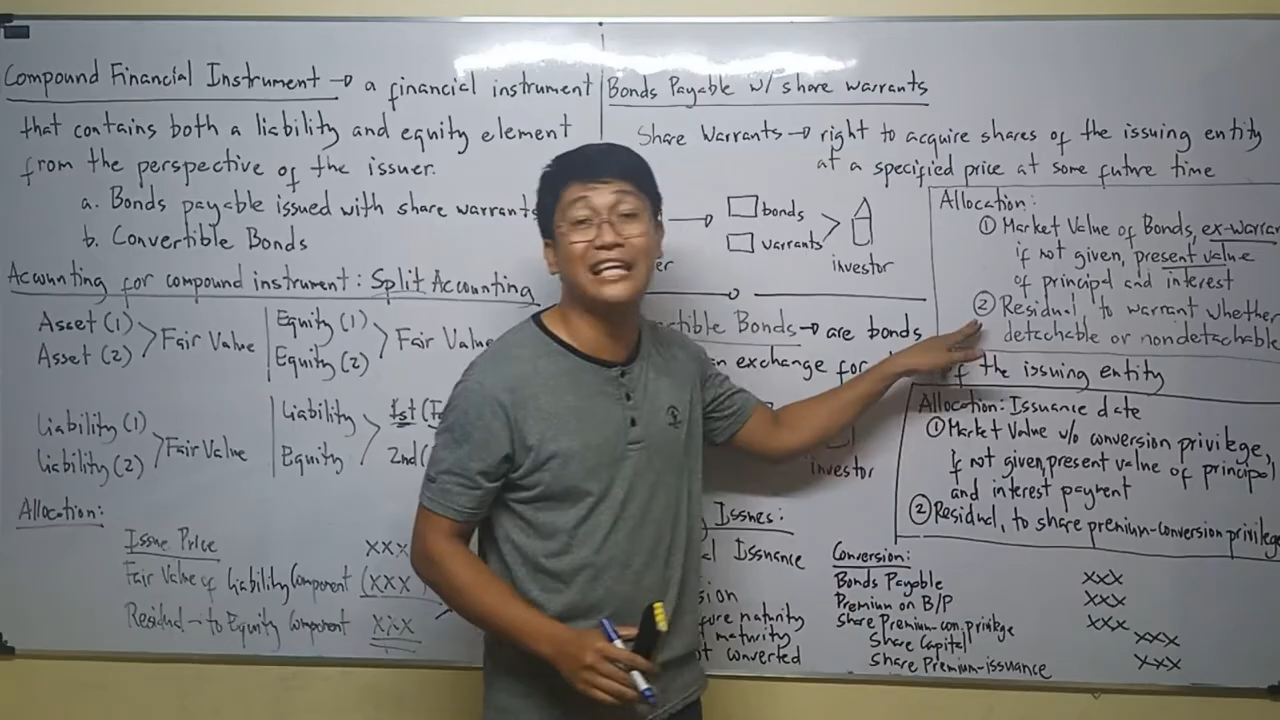 Compound Financial Instrument → a financial instrument
that contains both a liability and equity element
from the perspective of the issuer.
a. Bonds payable issued with share warrants
b. Convertible Bonds
Accounting for compound instrument: Split Accounting
Asset (1)
Asset (2)
Fair Value
Equity (1)
Equity (2)
Fair Value
Liability (1)
Liability (2)
Fair Value
Liability
Equity
1st
2nd
Allocation:
Issue Price XXX
Fair Value of Liability Component (XXX
Residual → to Equity Component XXX
Bonds Payable w/ share warrants
Share Warrants → right to acquire shares of the issuing entity
at a specified price at some future time
bonds
warrants
er
investor
Allocation:
① Market Value of Bonds, ex-warran
if not given, present value
of principal and interest
② Residual to warrant whether
detachable or nondetachable
tible Bonds → are bonds
n exchange for
of the issuing entity
investor
Allocation: Issuance date
① Market Value w/o conversion privilege,
if not given, present value of principal
and interest payment
② Residual, to share premium-conversion privilege
g Issues:
al Issuance
sion
fore maturity
maturity
t converted
Conversion:
Bonds Payable XXX
Premium on B/P XXX
Share Premium-con. privilege XXX
Share Capital XXX
Share Premium-issuance XXX